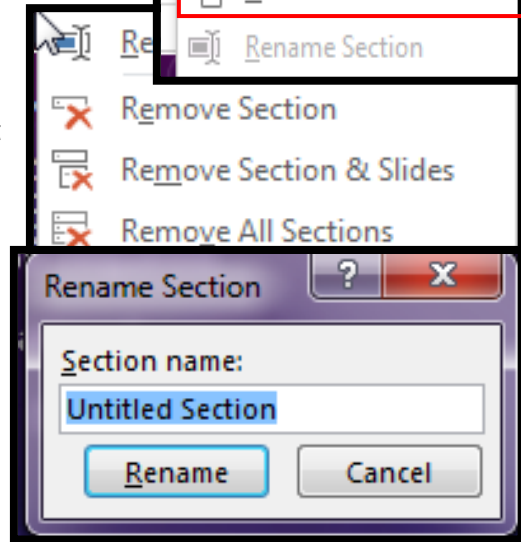 Re
Rename Section
Remove Section
Remove Section & Slides
Remove All Sections
Rename Section
?
X
Section name:
Untitled Section
Rename
Cancel